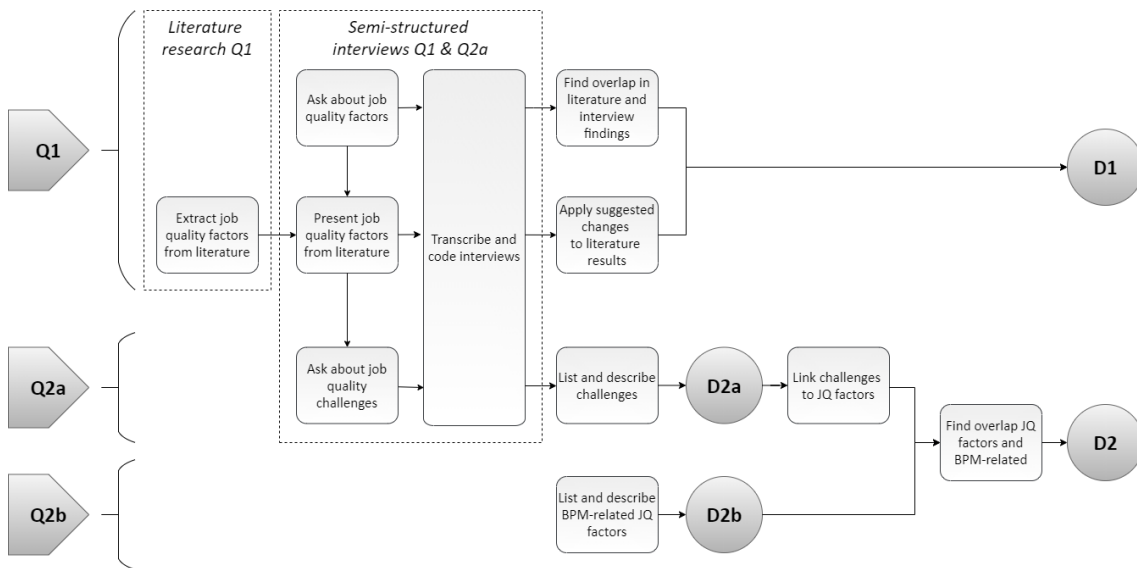 Literature
research Q1
Semi-structured
interviews Q1 & Q2a
Q1
Extract job
quality factors
from literature
Ask about job
quality factors
Present job
quality factors
from literature
Ask about job
quality
challenges
Transcribe and
code interviews
Find overlap in
literature and
interview
findings
Apply suggested
changes
to literature
results
D1
Q2a
List and describe
challenges
D2a
Link challenges
to JQ factors
Find overlap JQ
factors and
BPM-related
D2
Q2b
List and describe
BPM-related JQ
factors
D2b